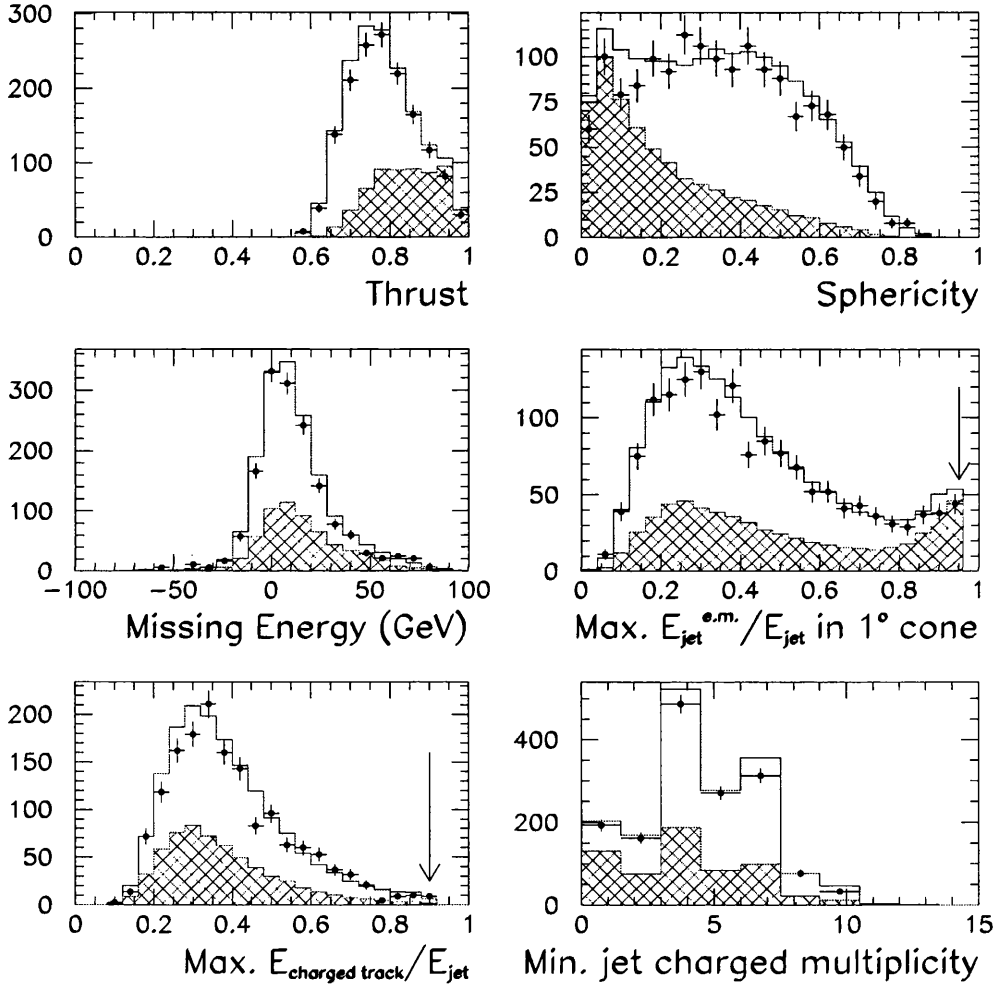 300
200
100
0
0 0.2 0.4 0.6 0.8 1
Thrust
100
75
50
25
0
0 0.2 0.4 0.6 0.8 1
Sphericity
300
200
100
0
−100 −50 0 50 100
Missing Energy (GeV)
100
50
0
0 0.2 0.4 0.6 0.8 1
Max. E_jet^e.m./E_jet in 1° cone
200
150
100
50
0
0 0.2 0.4 0.6 0.8 1
Max. E_charged track/E_jet
400
200
0
0 5 10 15
Min. jet charged multiplicity